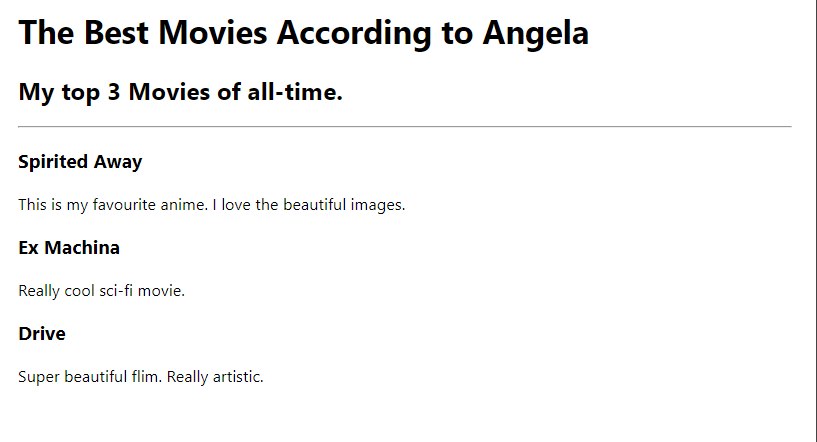 The Best Movies According to Angela
My top 3 Movies of all-time.
Spirited Away
This is my favourite anime. I love the beautiful images.
Ex Machina
Really cool sci-fi movie.
Drive
Super beautiful flim. Really artistic.